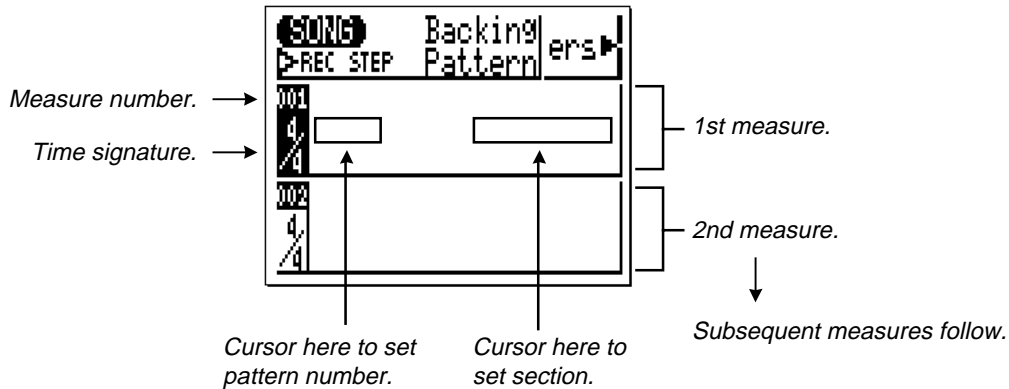 SONG
Backing
ers
REC STEP
Pattern
Measure number.
001
1st measure.
4/4
Time signature.
002
2nd measure.
4/4
Subsequent measures follow.
Cursor here to set
pattern number.
Cursor here to
set section.